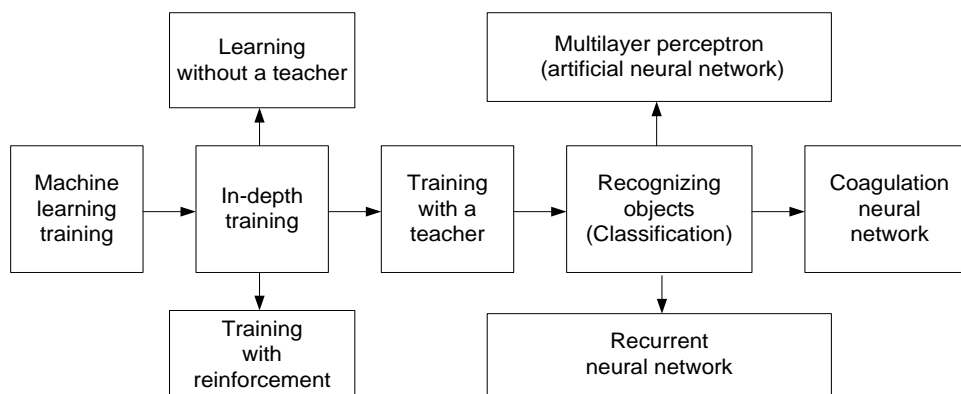 Learning
without a teacher
Multilayer perceptron
(artificial neural network)
Machine
learning
training
In-depth
training
Training
with a
teacher
Recognizing
objects
(Classification)
Coagulation
neural
network
Training
with
reinforcement
Recurrent
neural network